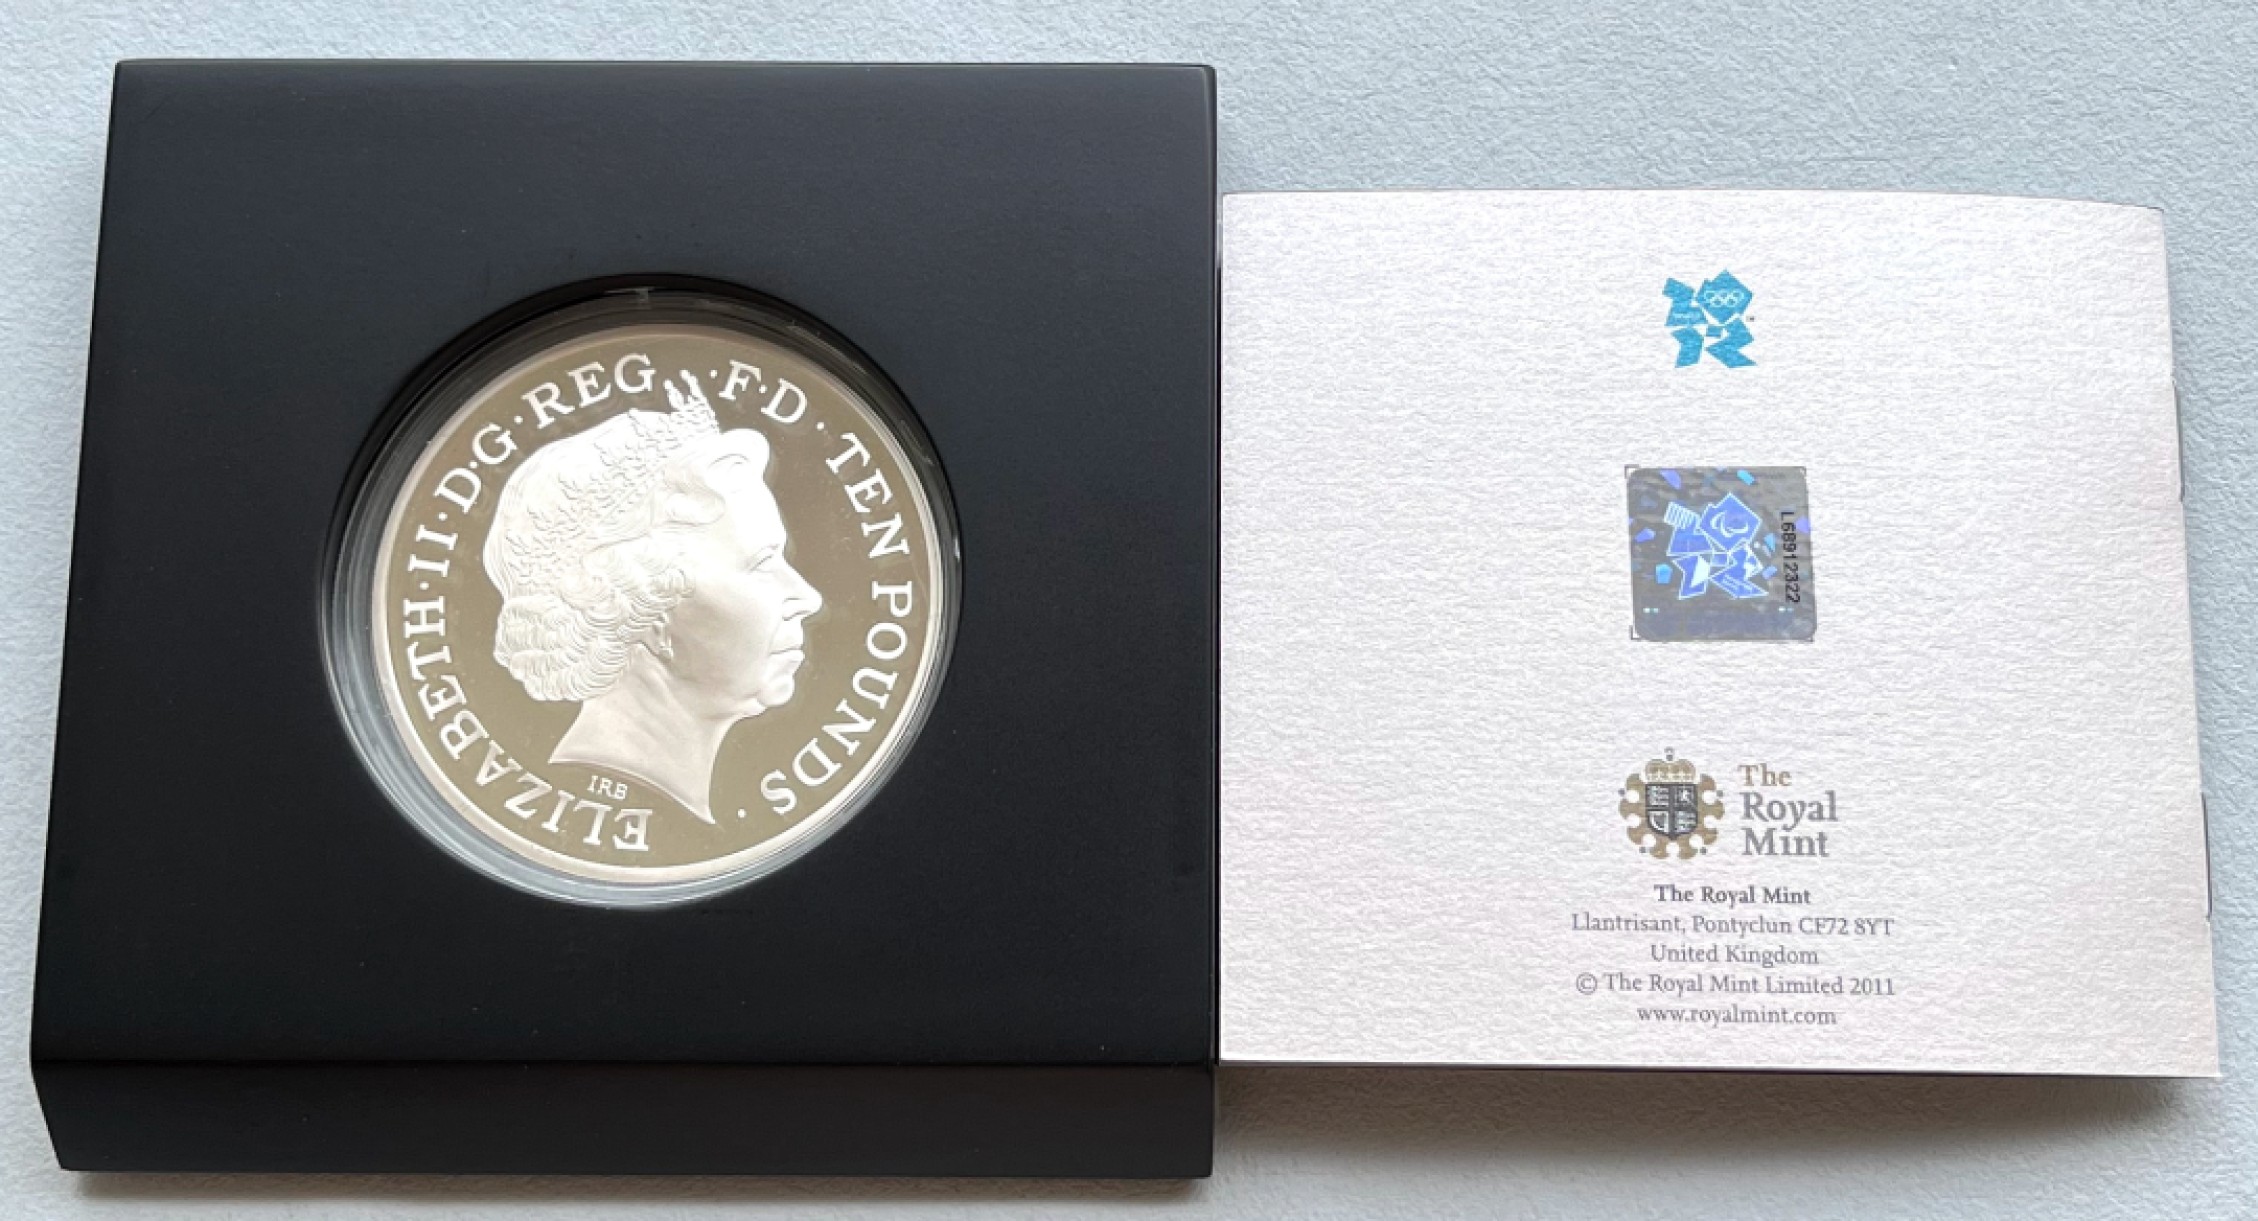 ELIZABETH·II·D·G·REG·F·D·TEN POUNDS·
IRB
L68912322
The
Royal
Mint
The Royal Mint
Llantrisant, Pontyclun CF72 8YT
United Kingdom
© The Royal Mint Limited 2011
www.royalmint.com